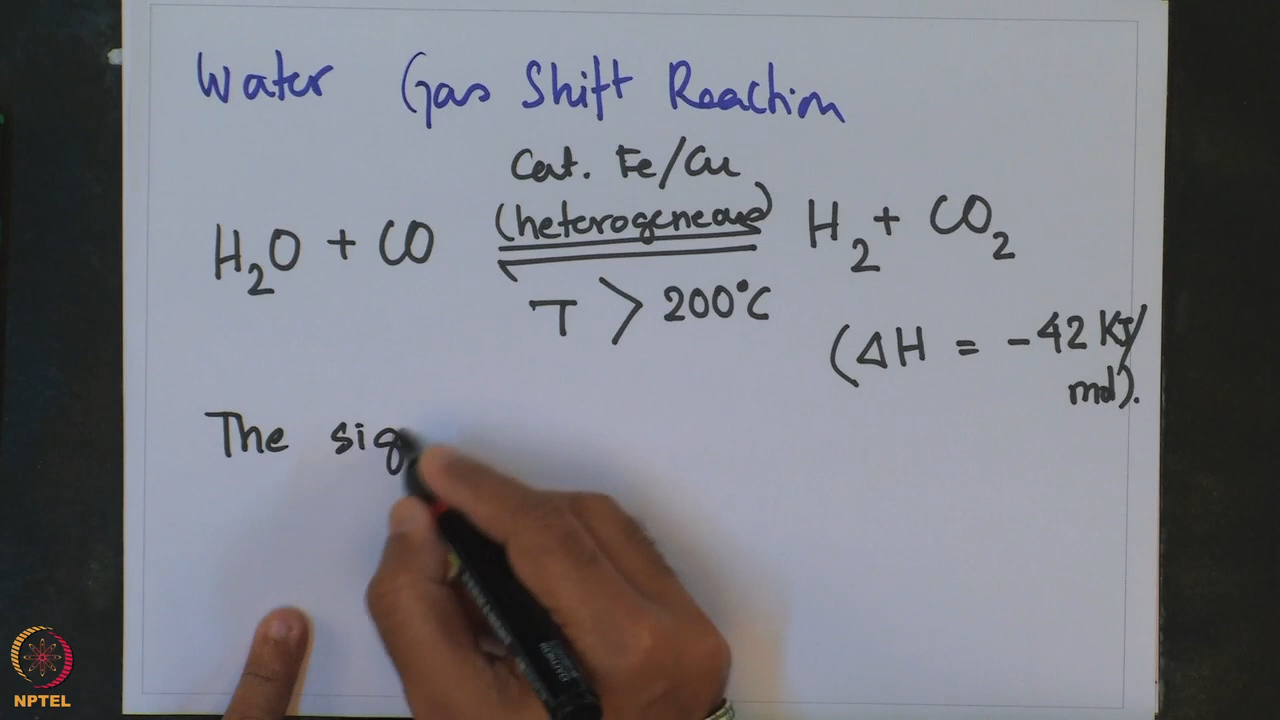 Water Gas Shift Reaction
Cat. Fe/Cu
(heterogeneous)
H₂O + CO ⇌ H₂ + CO₂
T > 200°C
(ΔH = -42 KJ/
mol).
The sig
NPTEL